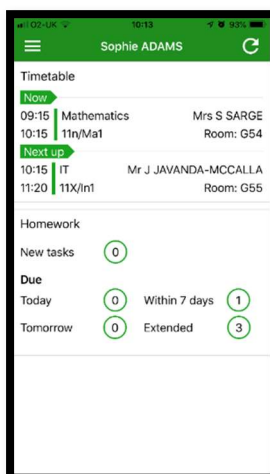 O2-UK 10:13 93%
Sophie ADAMS
Timetable
Now
09:15 Mathematics Mrs S SARGE
10:15 11n/Ma1 Room: G54
Next up
10:15 IT Mr J JAVANDA-MCCALLA
11:20 11X/In1 Room: G55
Homework
New tasks 0
Due
Today 0 Within 7 days 1
Tomorrow 0 Extended 3